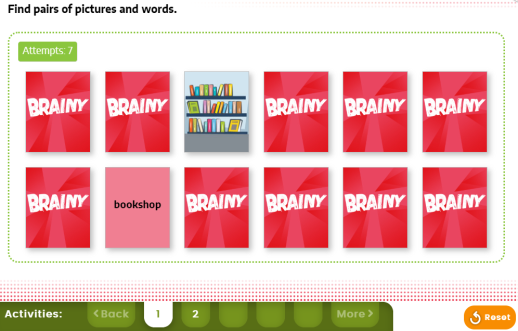 Find pairs of pictures and words.
Attempts: 7
BRAINY BRAINY BRAINY BRAINY BRAINY
BRAINY bookshop BRAINY BRAINY BRAINY BRAINY
Activities: Back 1 2 More Reset